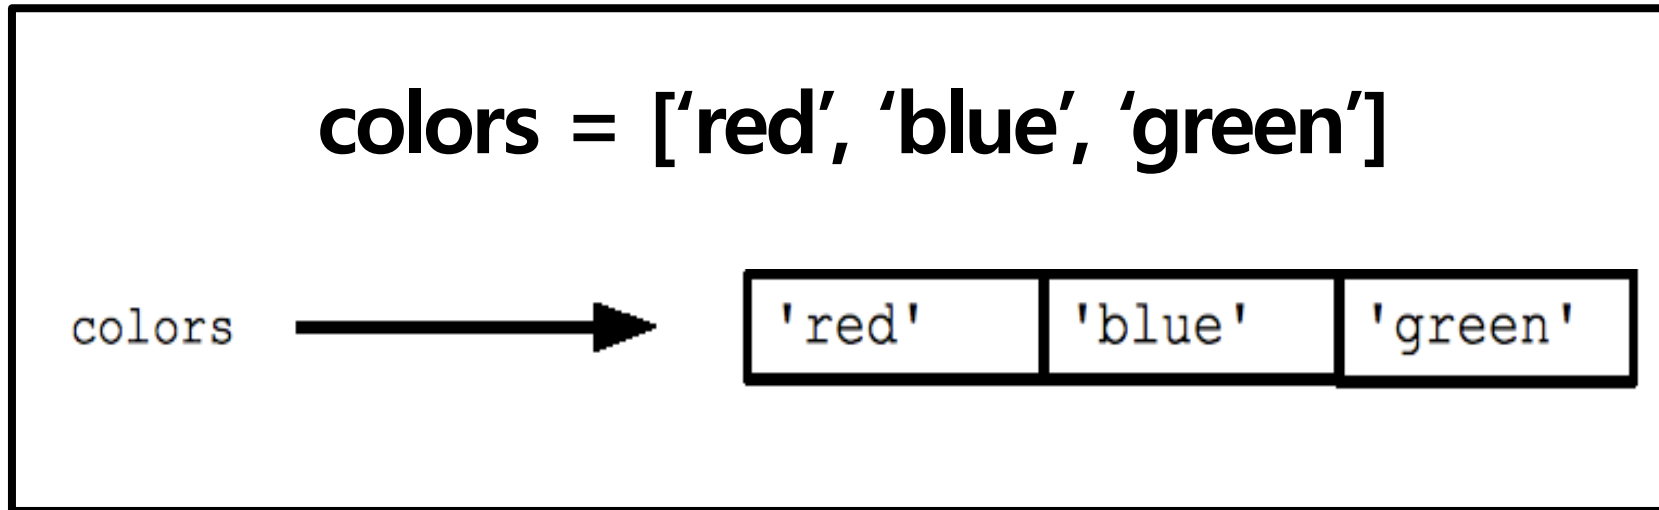 colors = [‘red’, ‘blue’, ‘green’]
colors 'red' 'blue' 'green'